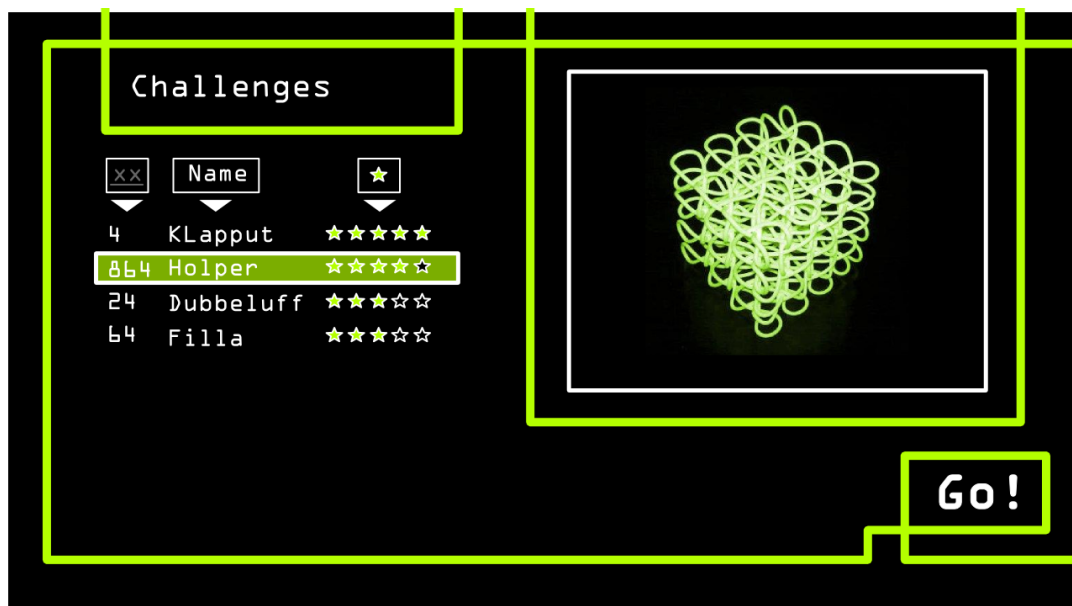 Challenges
xx Name
4 KLapput
864 Holper
24 Dubbeluff
64 Filla
Go!